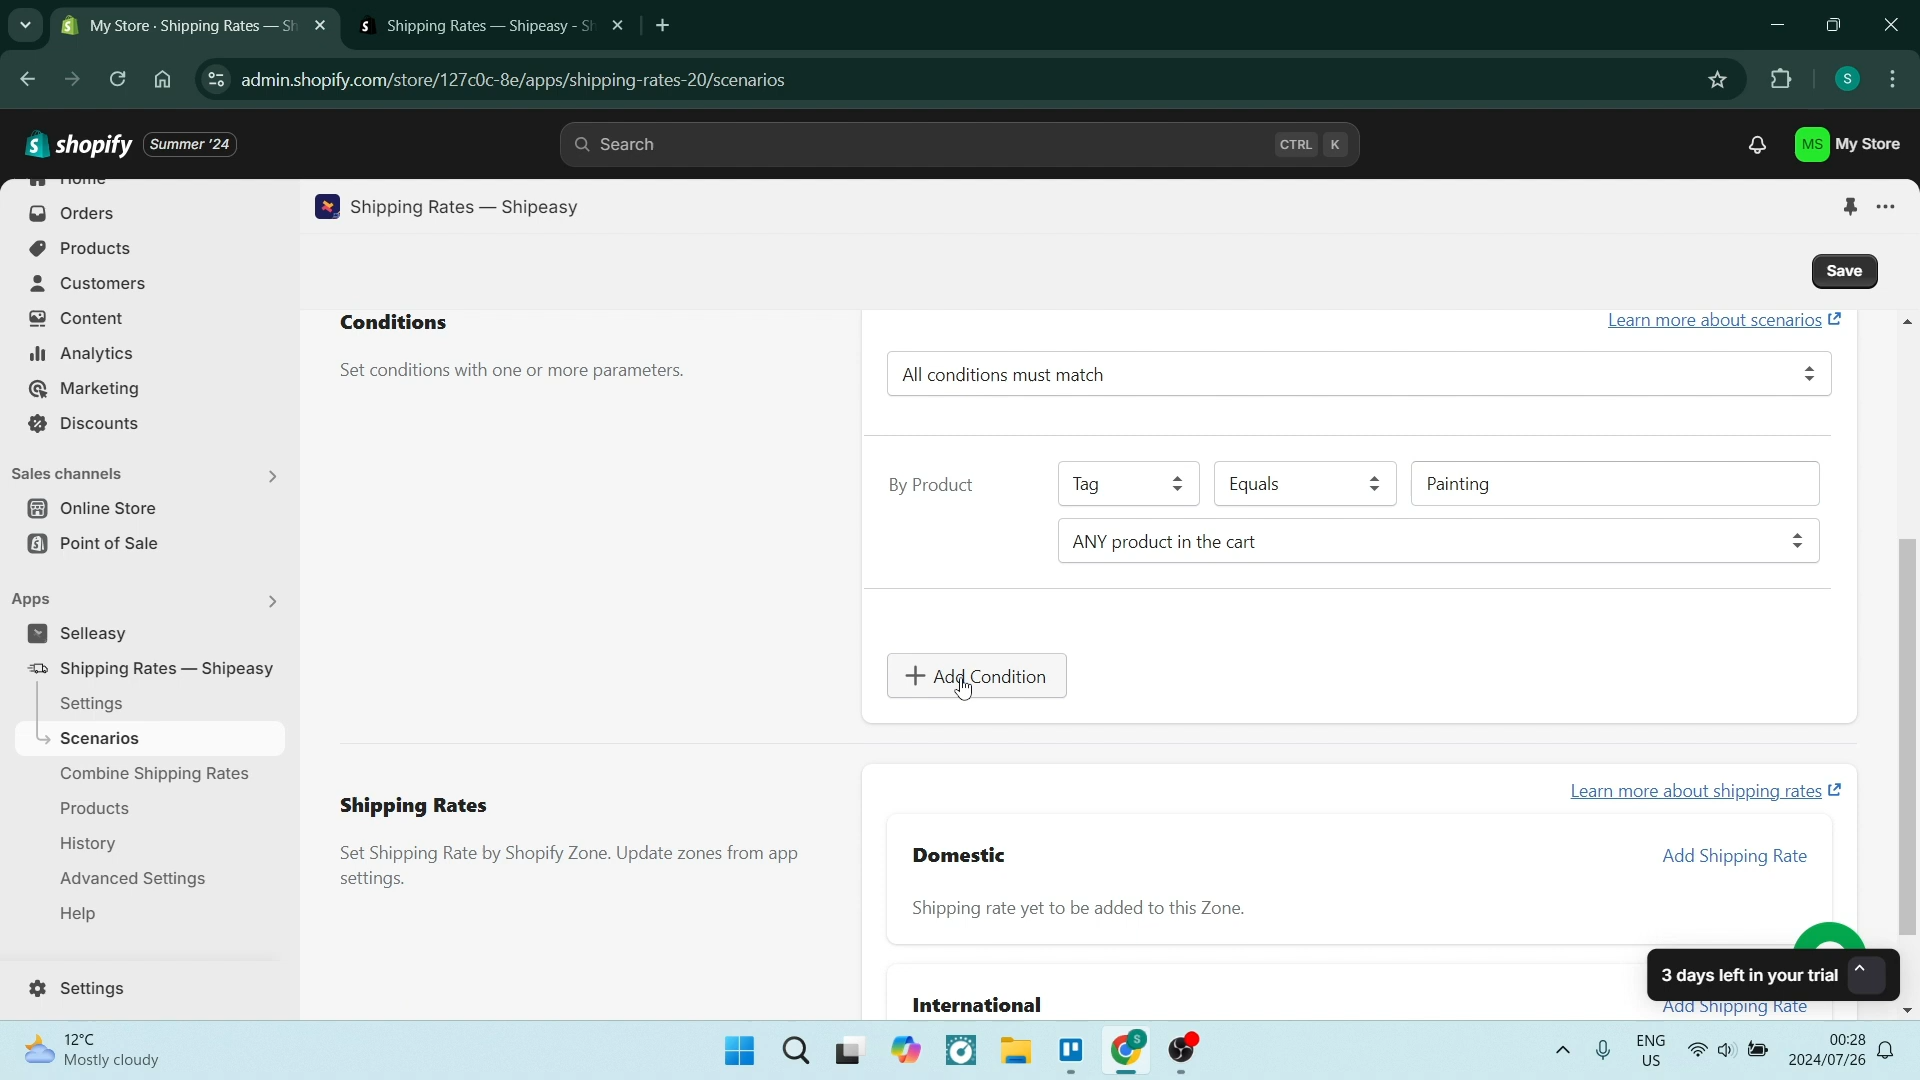 My Store · Shipping Rates — Sh
Shipping Rates — Shipeasy - Sh
admin.shopify.com/store/127c0c-8e/apps/shipping-rates-20/scenarios
S
shopify
Summer '24
Search
CTRL
K
MS
My Store
Home
Orders
Products
Customers
Content
Analytics
Marketing
Discounts
Sales channels
Online Store
Point of Sale
Apps
Selleasy
Shipping Rates — Shipeasy
Settings
Scenarios
Combine Shipping Rates
Products
History
Advanced Settings
Help
Settings
Shipping Rates — Shipeasy
Save
Conditions
Set conditions with one or more parameters.
Learn more about scenarios
All conditions must match
By Product
Tag
Equals
Painting
ANY product in the cart
Add Condition
Shipping Rates
Set Shipping Rate by Shopify Zone. Update zones from app
settings.
Learn more about shipping rates
Domestic
Add Shipping Rate
Shipping rate yet to be added to this Zone.
International
Add Shipping Rate
3 days left in your trial
12°C
Mostly cloudy
S
ENG
US
00:28
2024/07/26